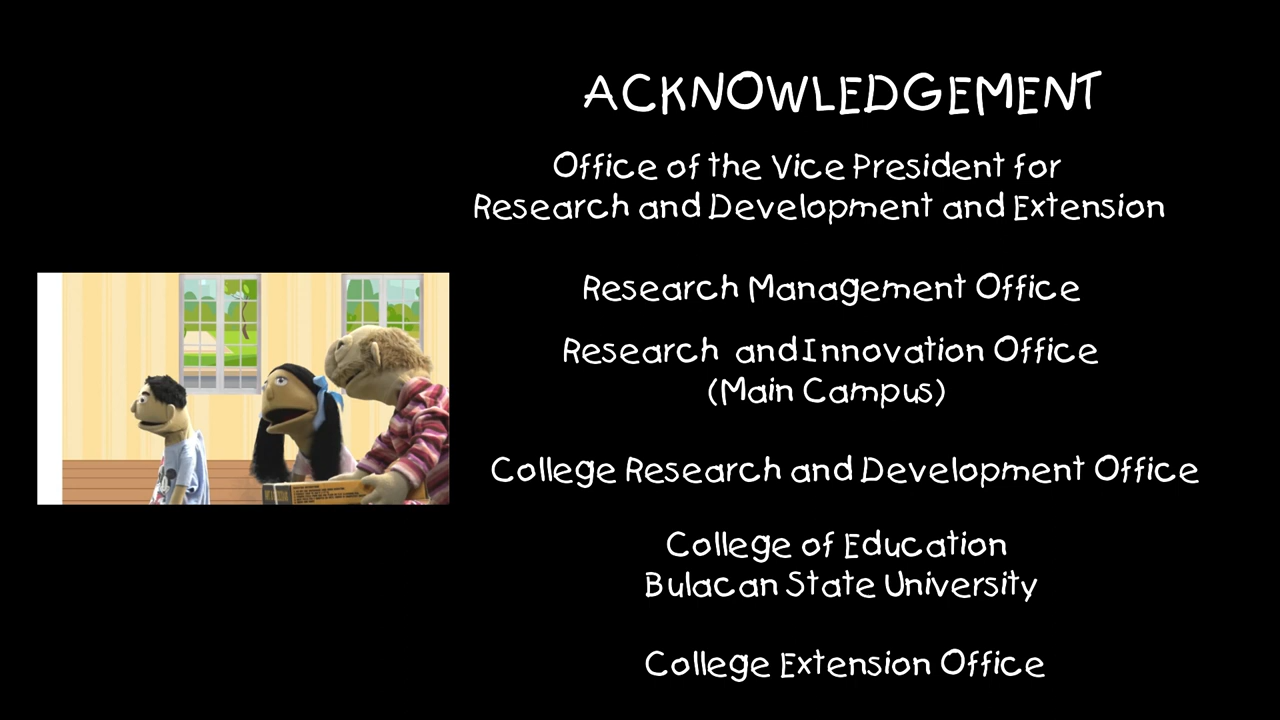 ACKNOWLEDGEMENT
Office of the Vice President for
Research and Development and Extension
Research Management Office
Research and Innovation Office
(Main Campus)
College Research and Development Office
College of Education
Bulacan State University
College Extension Office